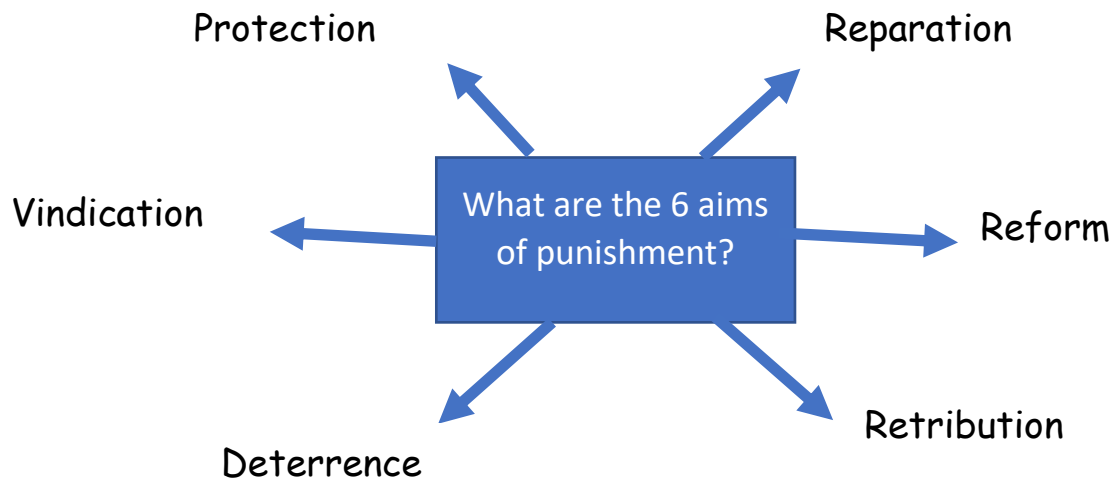 Protection
Reparation
Vindication
What are the 6 aims
of punishment?
Reform
Retribution
Deterrence